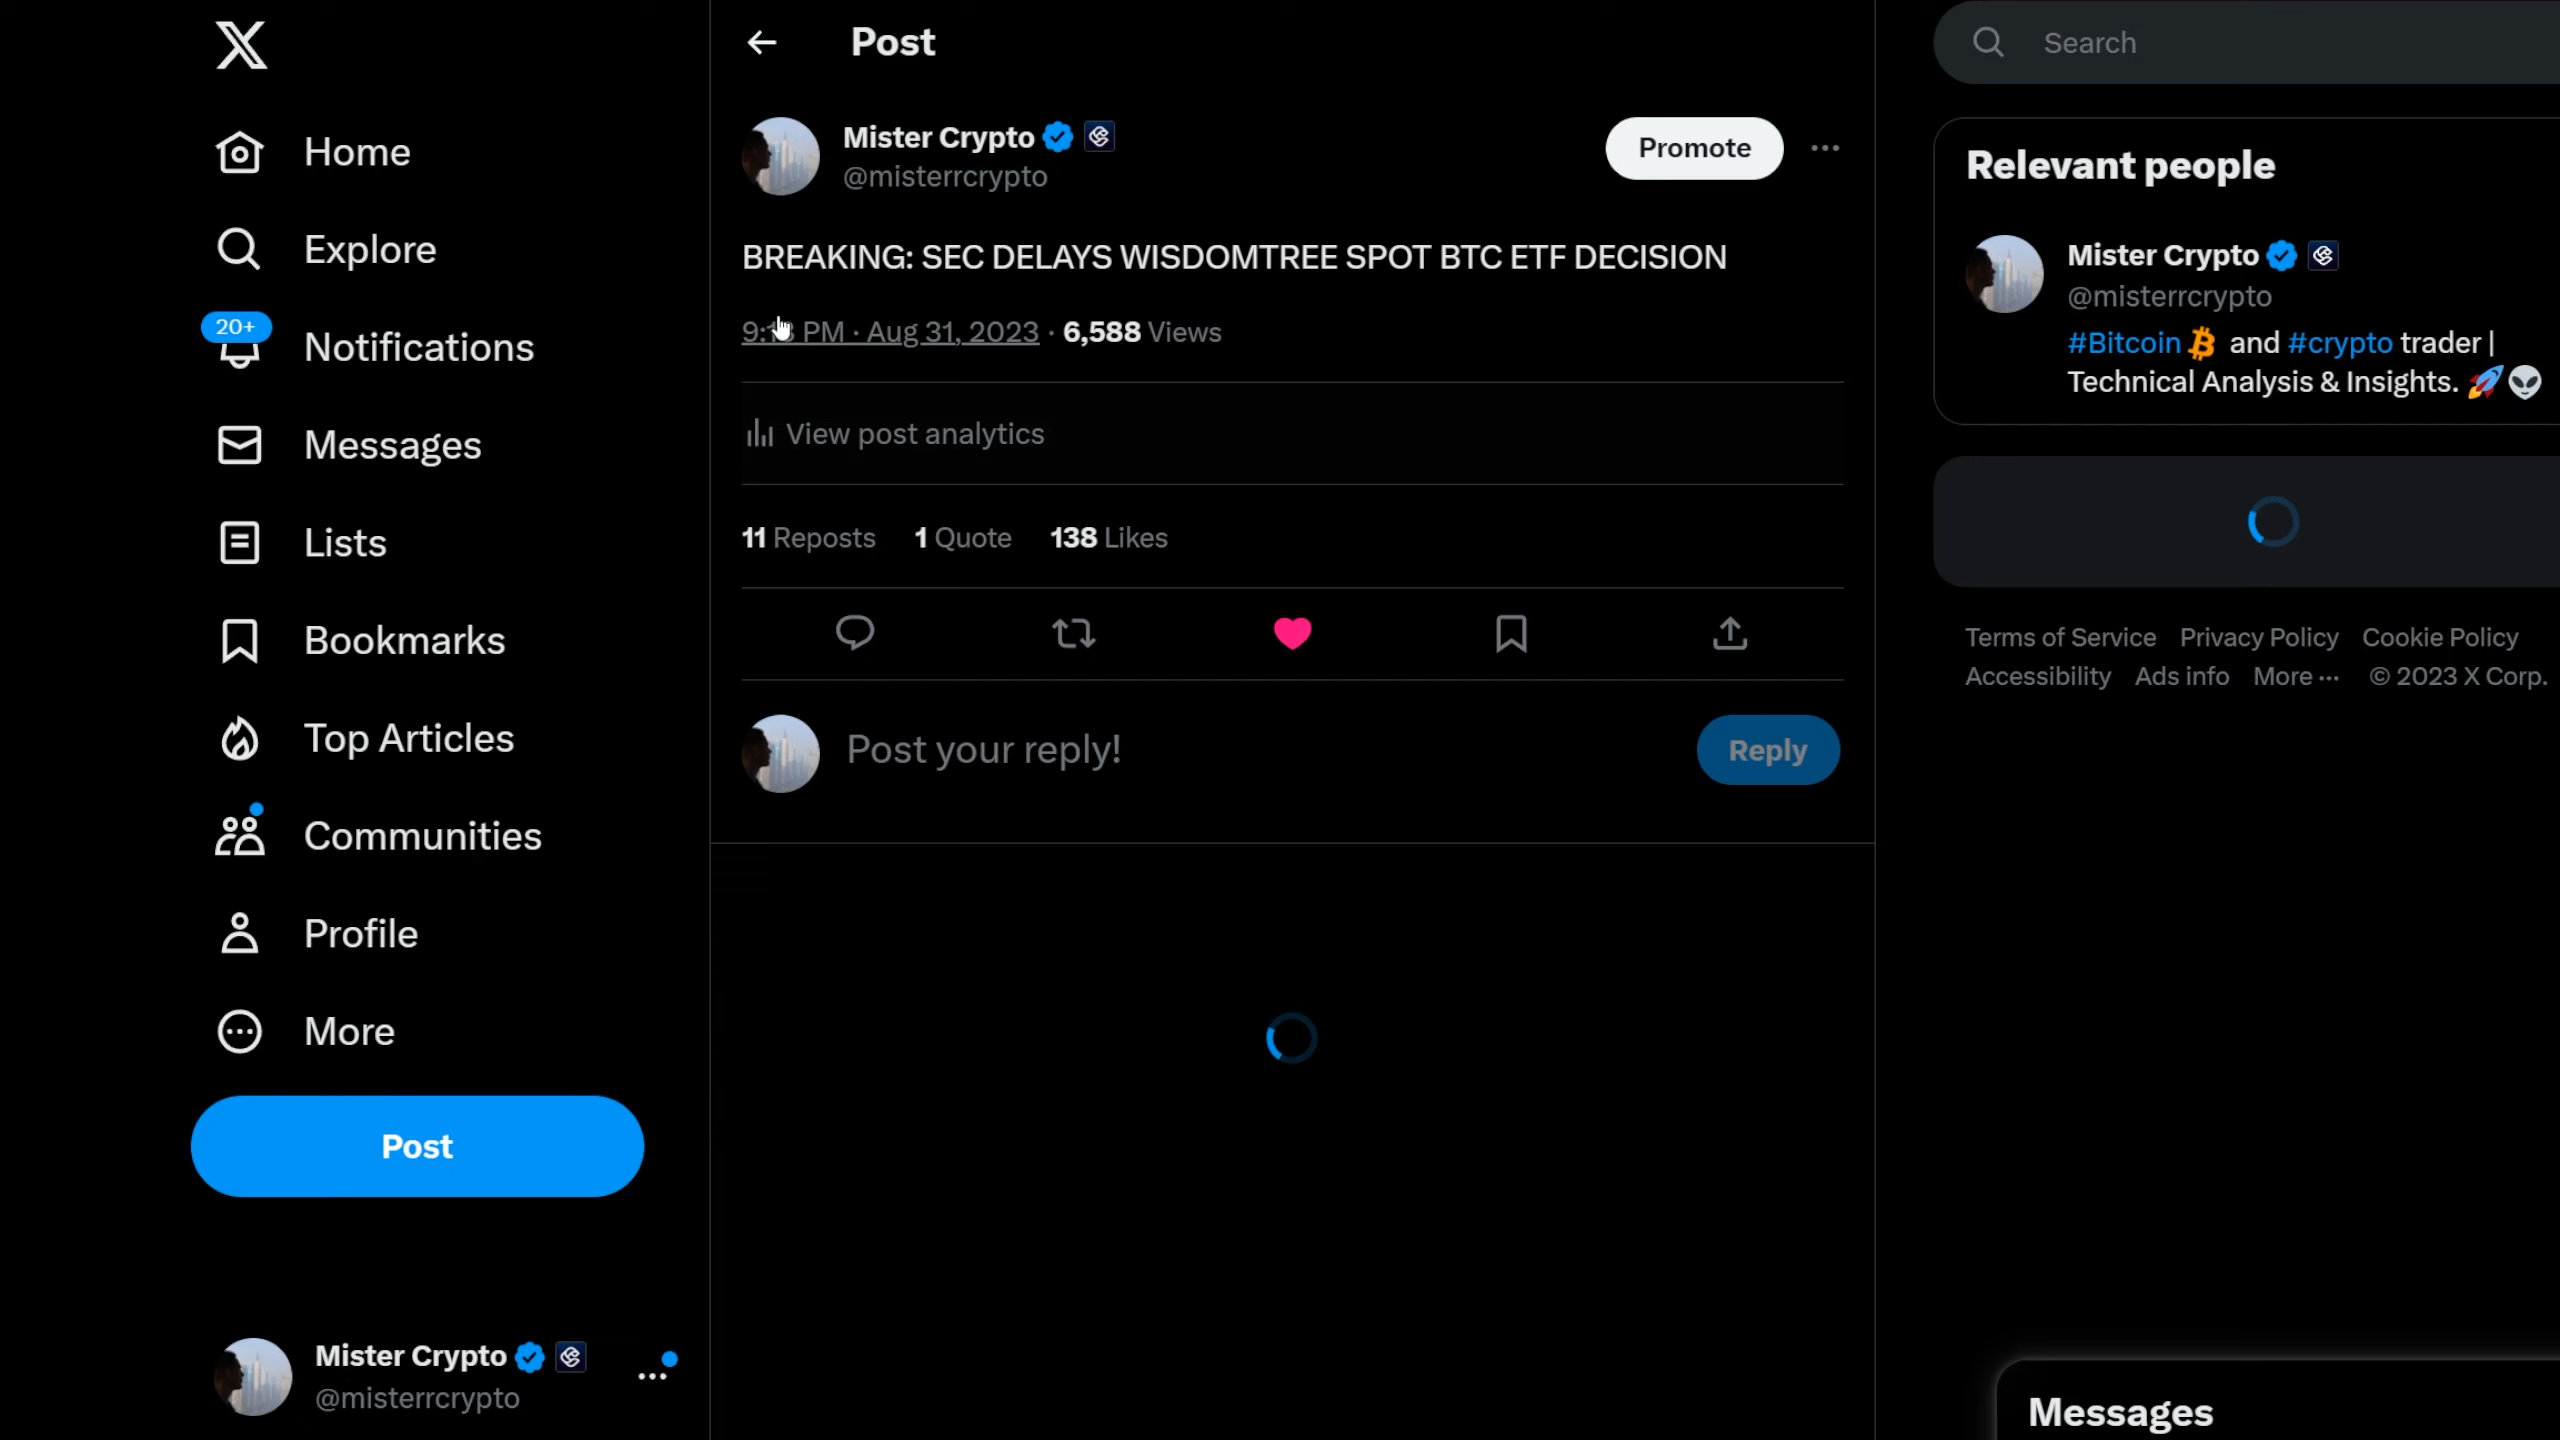 Home
Explore
20+
Notifications
Messages
Lists
Bookmarks
Top Articles
Communities
Profile
More
Post
Mister Crypto
@misterrcrypto
Post
Mister Crypto
@misterrcrypto
Promote
BREAKING: SEC DELAYS WISDOMTREE SPOT BTC ETF DECISION
PM · Aug 31, 2023 · 6,588 Views
View post analytics
11 Reposts 1 Quote 138 Likes
Post your reply!
Reply
Search
Relevant people
Mister Crypto
@misterrcrypto
#Bitcoin and #crypto trader |
Technical Analysis & Insights. 🚀👽
Terms of Service Privacy Policy Cookie Policy
Accessibility Ads info More ··· © 2023 X Corp.
Messages